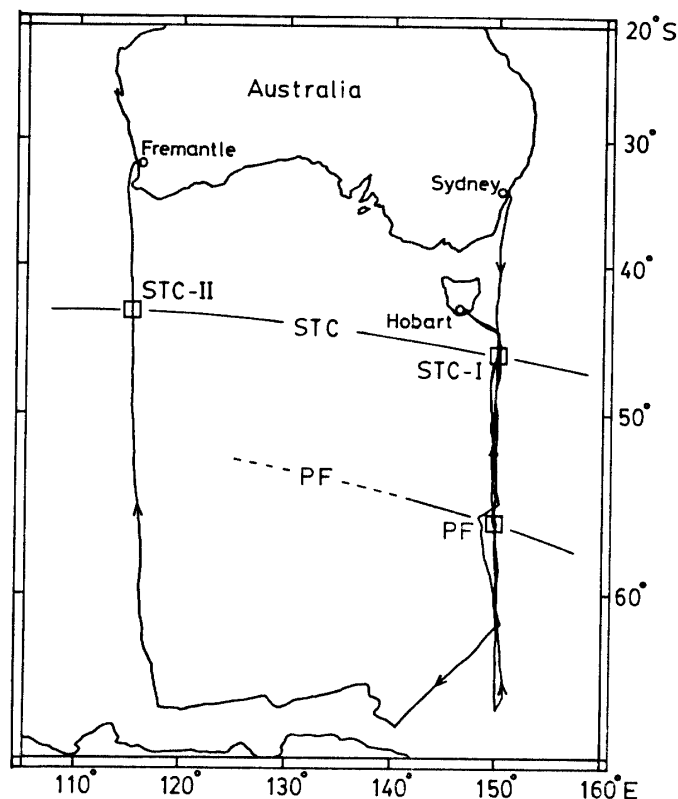 20°S
Australia
30°
Fremantle
Sydney
40°
STC-II
STC
Hobart
STC-I
50°
PF
PF
60°
110° 120° 130° 140° 150° 160°E